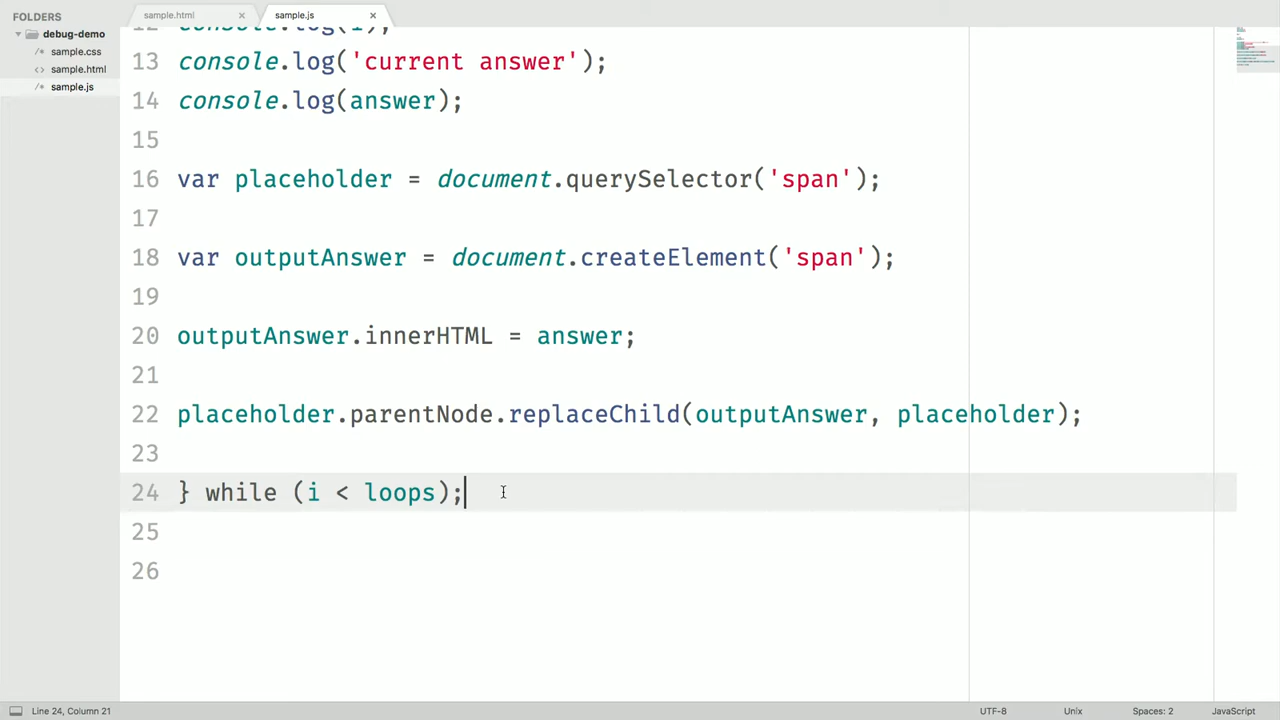 FOLDERS
debug-demo
/* sample.css
<> sample.html
/* sample.js
sample.html ×
sample.js ×
12 console.log(i);
13 console.log('current answer');
14 console.log(answer);
15
16 var placeholder = document.querySelector('span');
17
18 var outputAnswer = document.createElement('span');
19
20 outputAnswer.innerHTML = answer;
21
22 placeholder.parentNode.replaceChild(outputAnswer, placeholder);
23
24 } while (i < loops);
25
26
Line 24, Column 21
UTF-8
Unix
Spaces: 2
JavaScript